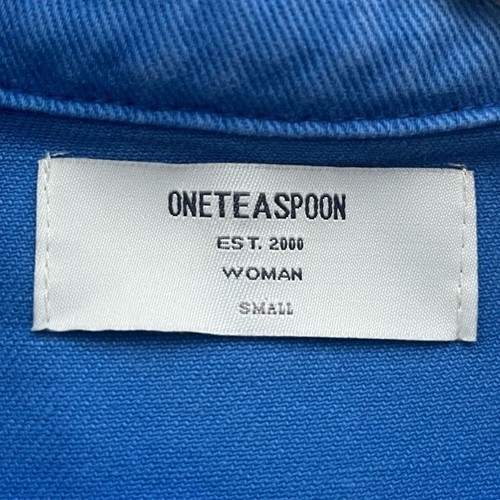 ONETEASPOON
EST. 2000
WOMAN
SMALL